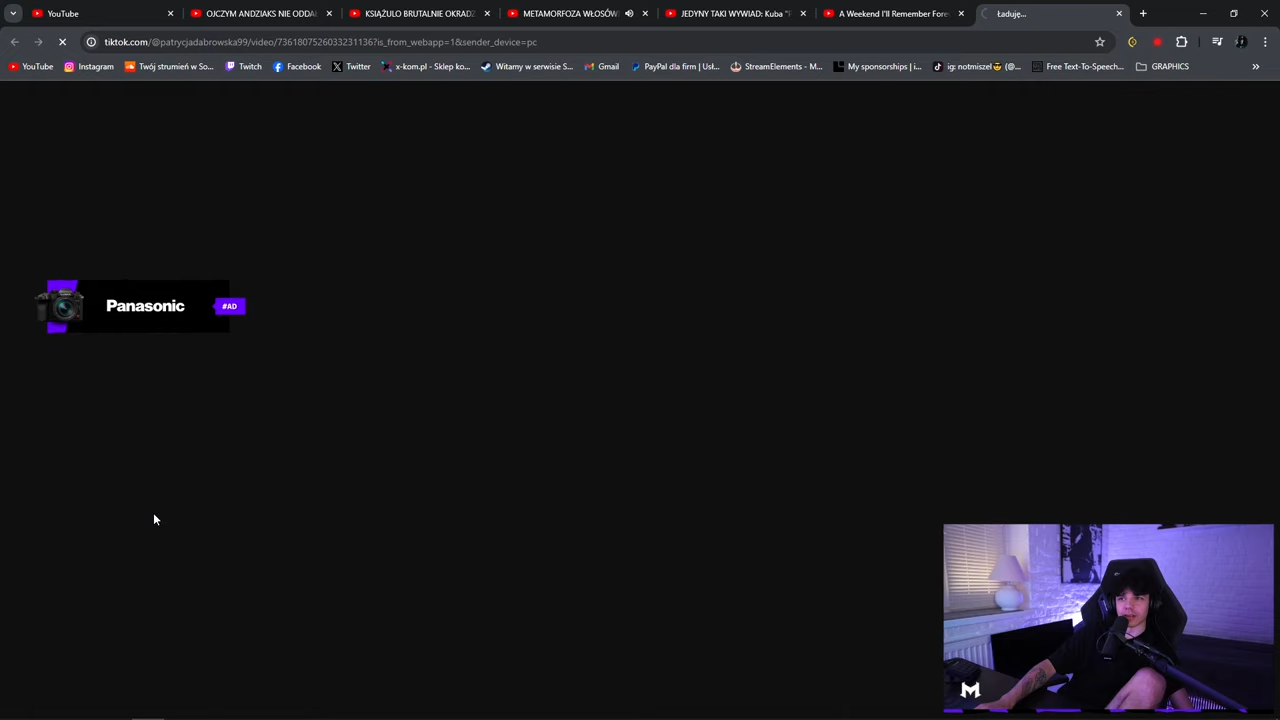 YouTube
OJCZYM ANDZIAKS NIE ODDA
KSIĄŻULO BRUTALNIE OKRADZ
METAMORFOZA WŁOSÓW
JEDYNY TAKI WYWIAD: Kuba "
A Weekend I'll Remember Fore
Ładuję...
tiktok.com/@patrycjadabrowska99/video/7361807526033231136?is_from_webapp=1&sender_device=pc
YouTube
Instagram
Twój strumień w So...
Twitch
Facebook
Twitter
x-kom.pl - Sklep ko...
Witamy w serwisie S...
Gmail
PayPal dla firm | Usł...
StreamElements - M...
My sponsorships | i...
ig: notmiszel😎 (@...
Free Text-To-Speech...
GRAPHICS
Panasonic
#AD